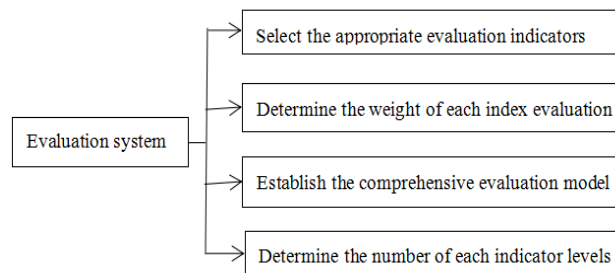 Select the appropriate evaluation indicators
Determine the weight of each index evaluation
Evaluation system
Establish the comprehensive evaluation model
Determine the number of each indicator levels